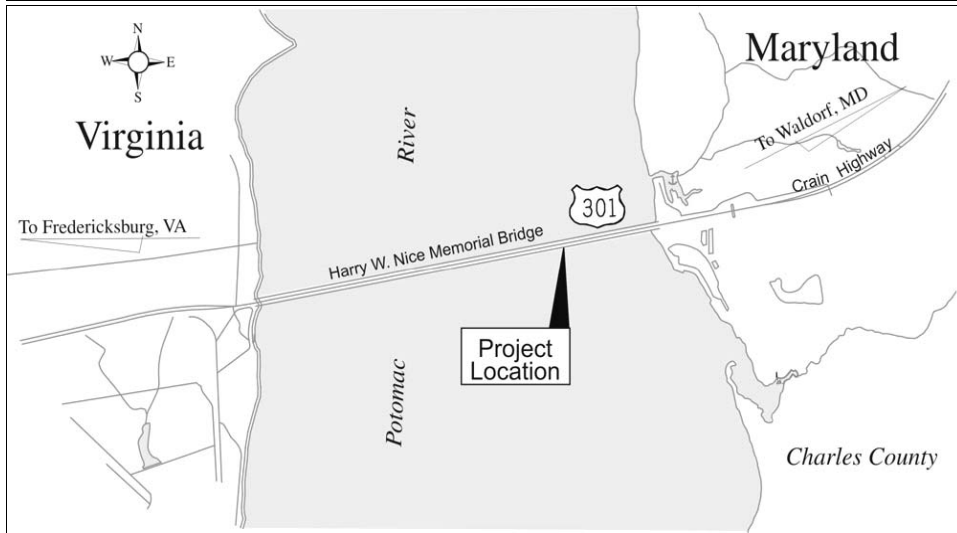 N
W
E
S
Virginia
Maryland
River
To Waldorf, MD
Crain Highway
301
To Fredericksburg, VA
Harry W. Nice Memorial Bridge
Project
Location
Potomac
Charles County